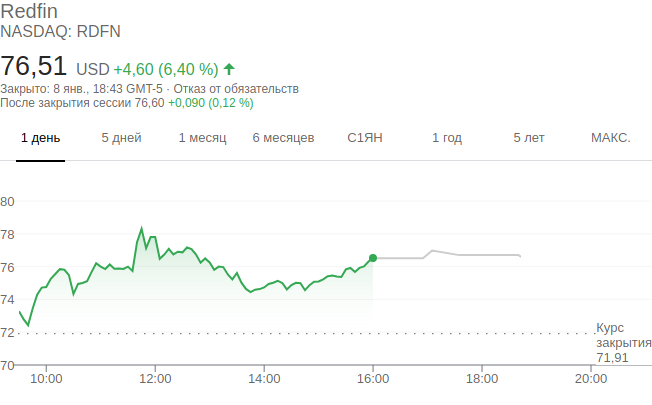 Redfin
NASDAQ: RDFN
76,51 USD +4,60 (6,40 %)
Закрыто: 8 янв., 18:43 GMT-5 · Отказ от обязательств
После закрытия сессии 76,60 +0,090 (0,12 %)
1 день 5 дней 1 месяц 6 месяцев С1ЯН 1 год 5 лет МАКС.
80
78
76
74
72
Курс
закрытия
71,91
70
10:00 12:00 14:00 16:00 18:00 20:00